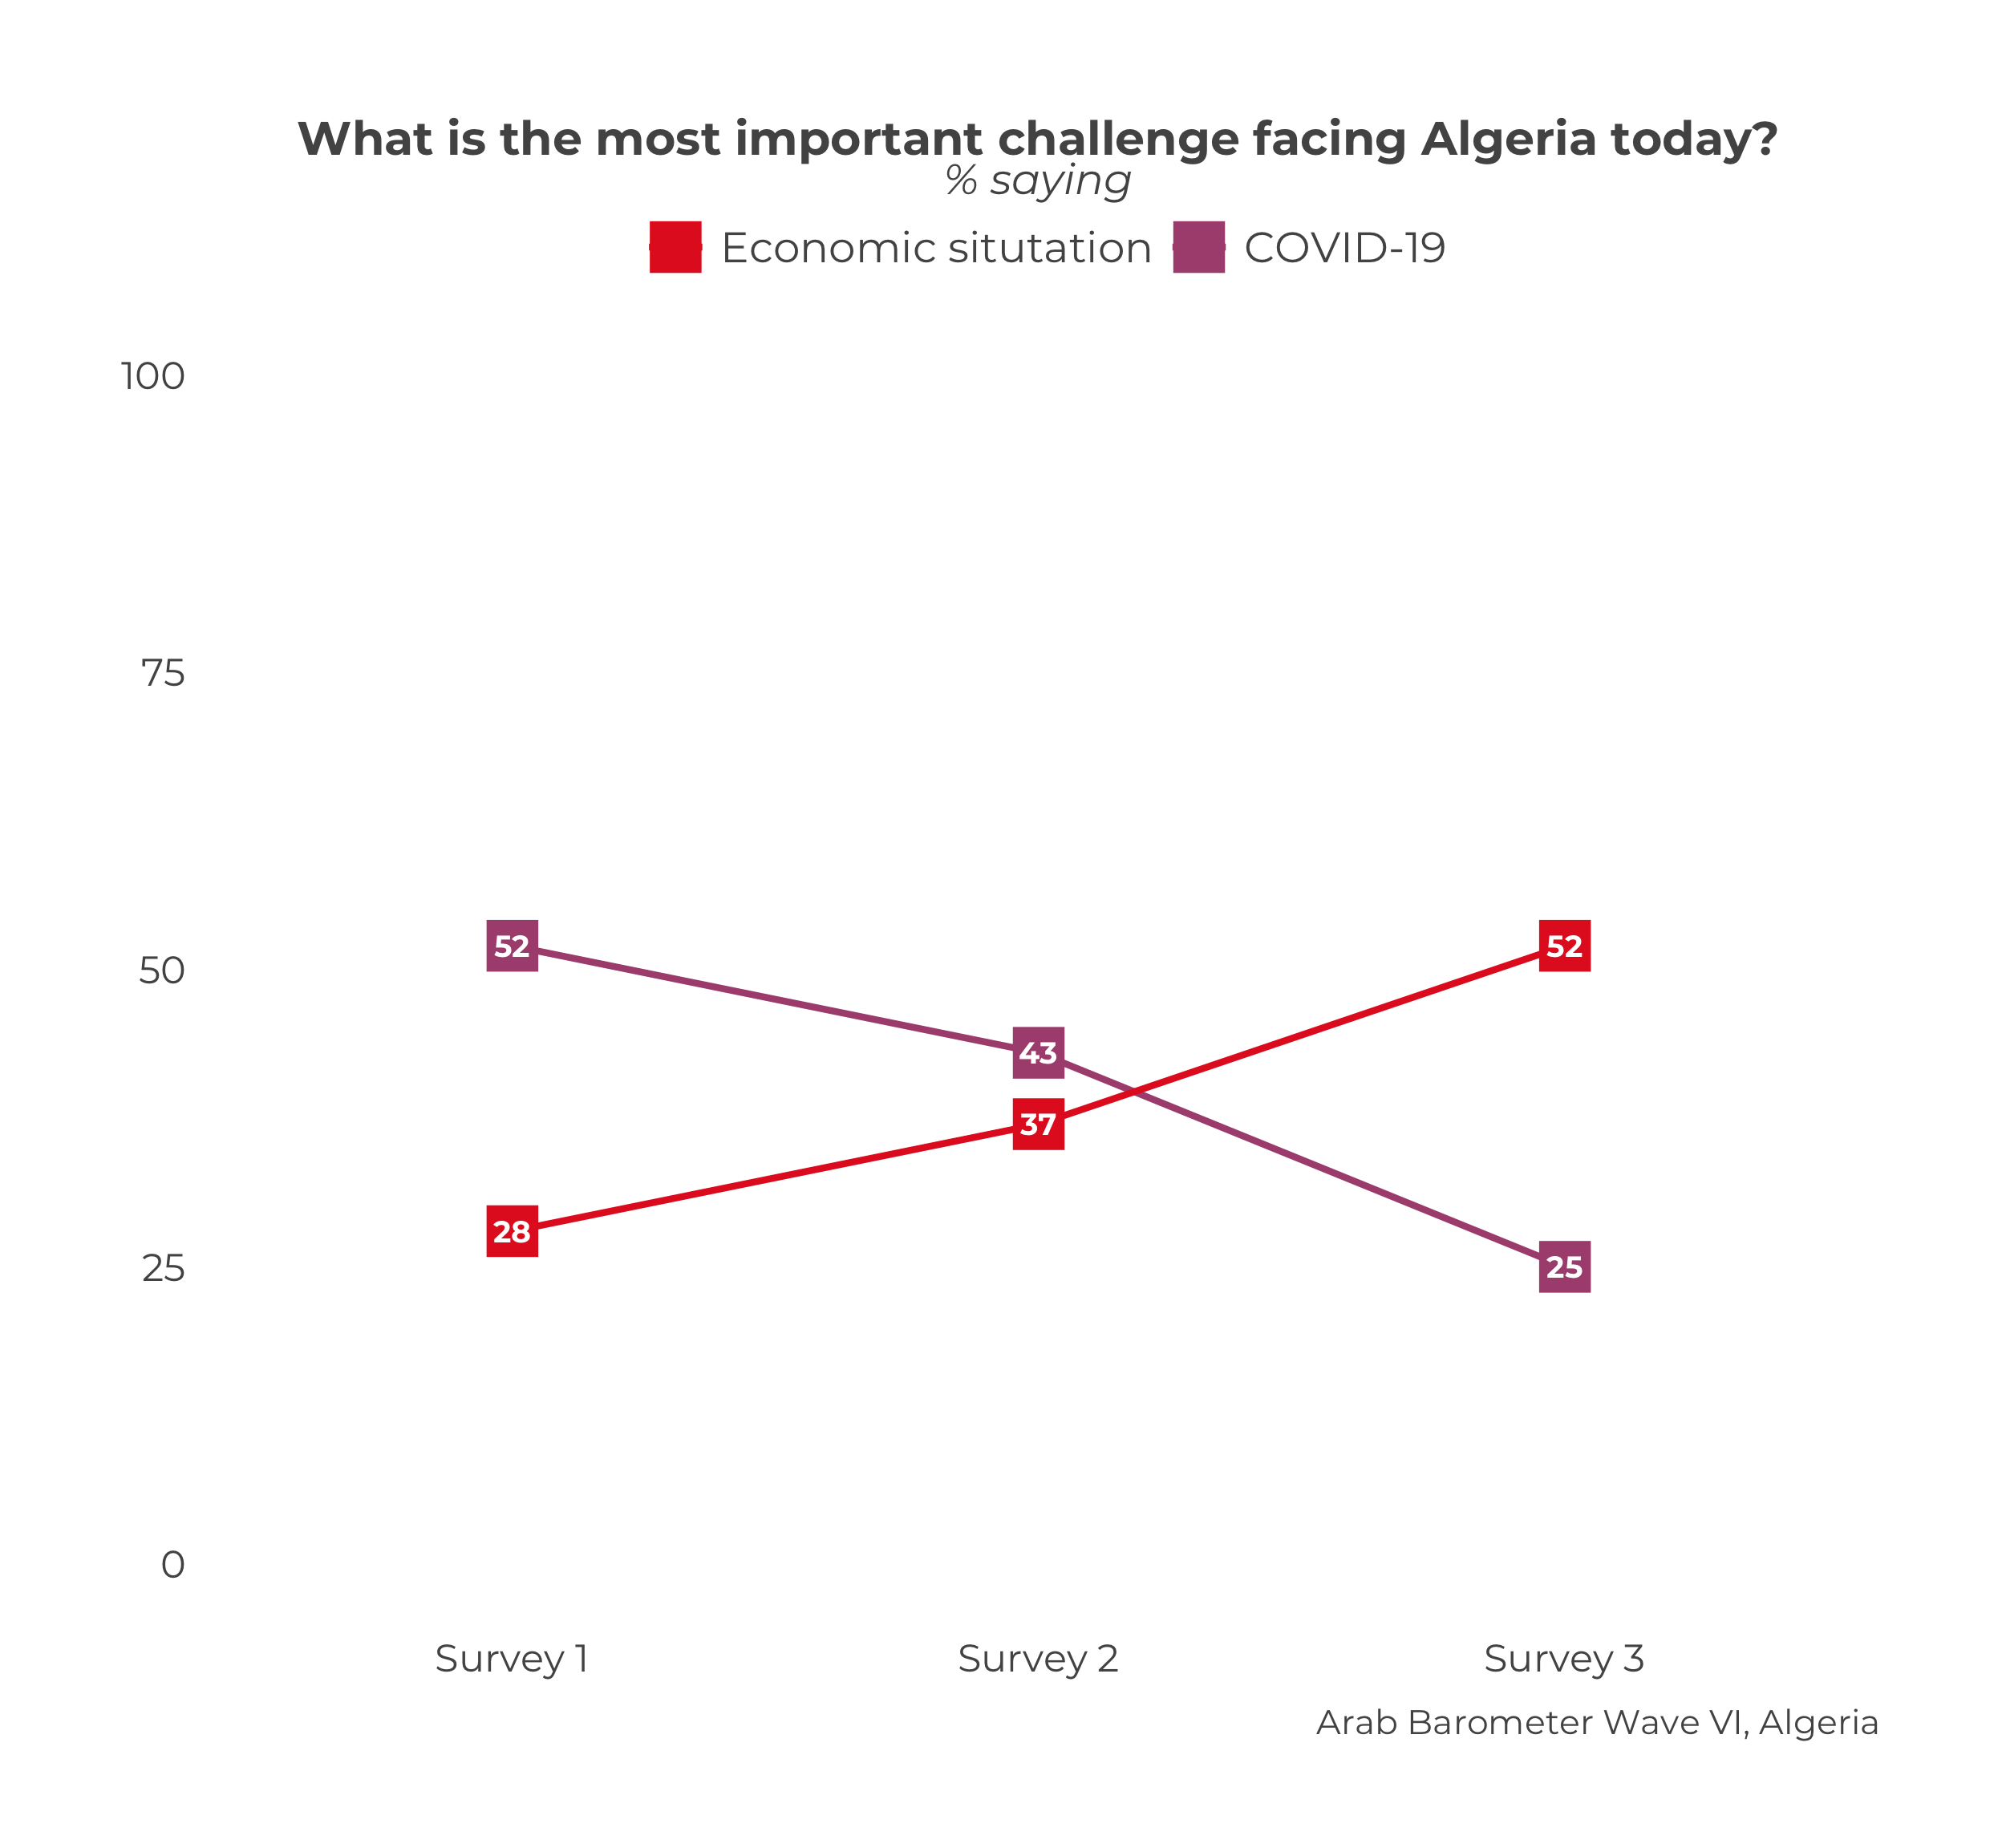 What is the most important challenge facing Algeria today?
% saying
Economic situtation COVID-19
100
75
50
25
0
52
43
25
28
37
52
Survey 1 Survey 2 Survey 3
Arab Barometer Wave VI, Algeria